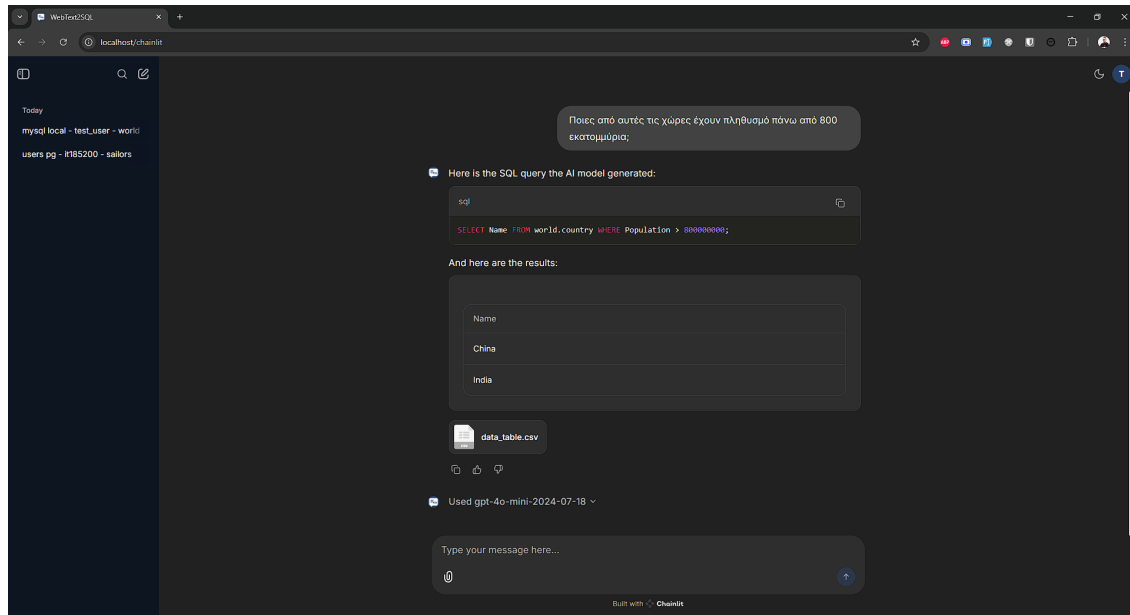 WebText2SQL
localhost/chainlit
ABP
T
Today
mysql local - test_user - world
users pg - it185200 - sailors
Ποιες από αυτές τις χώρες έχουν πληθυσμό πάνω από 800
εκατομμύρια;
Here is the SQL query the AI model generated:
sql
SELECT Name FROM world.country WHERE Population > 800000000;
And here are the results:
Name
China
India
data_table.csv
Used gpt-4o-mini-2024-07-18
Type your message here...
Built with Chainlit